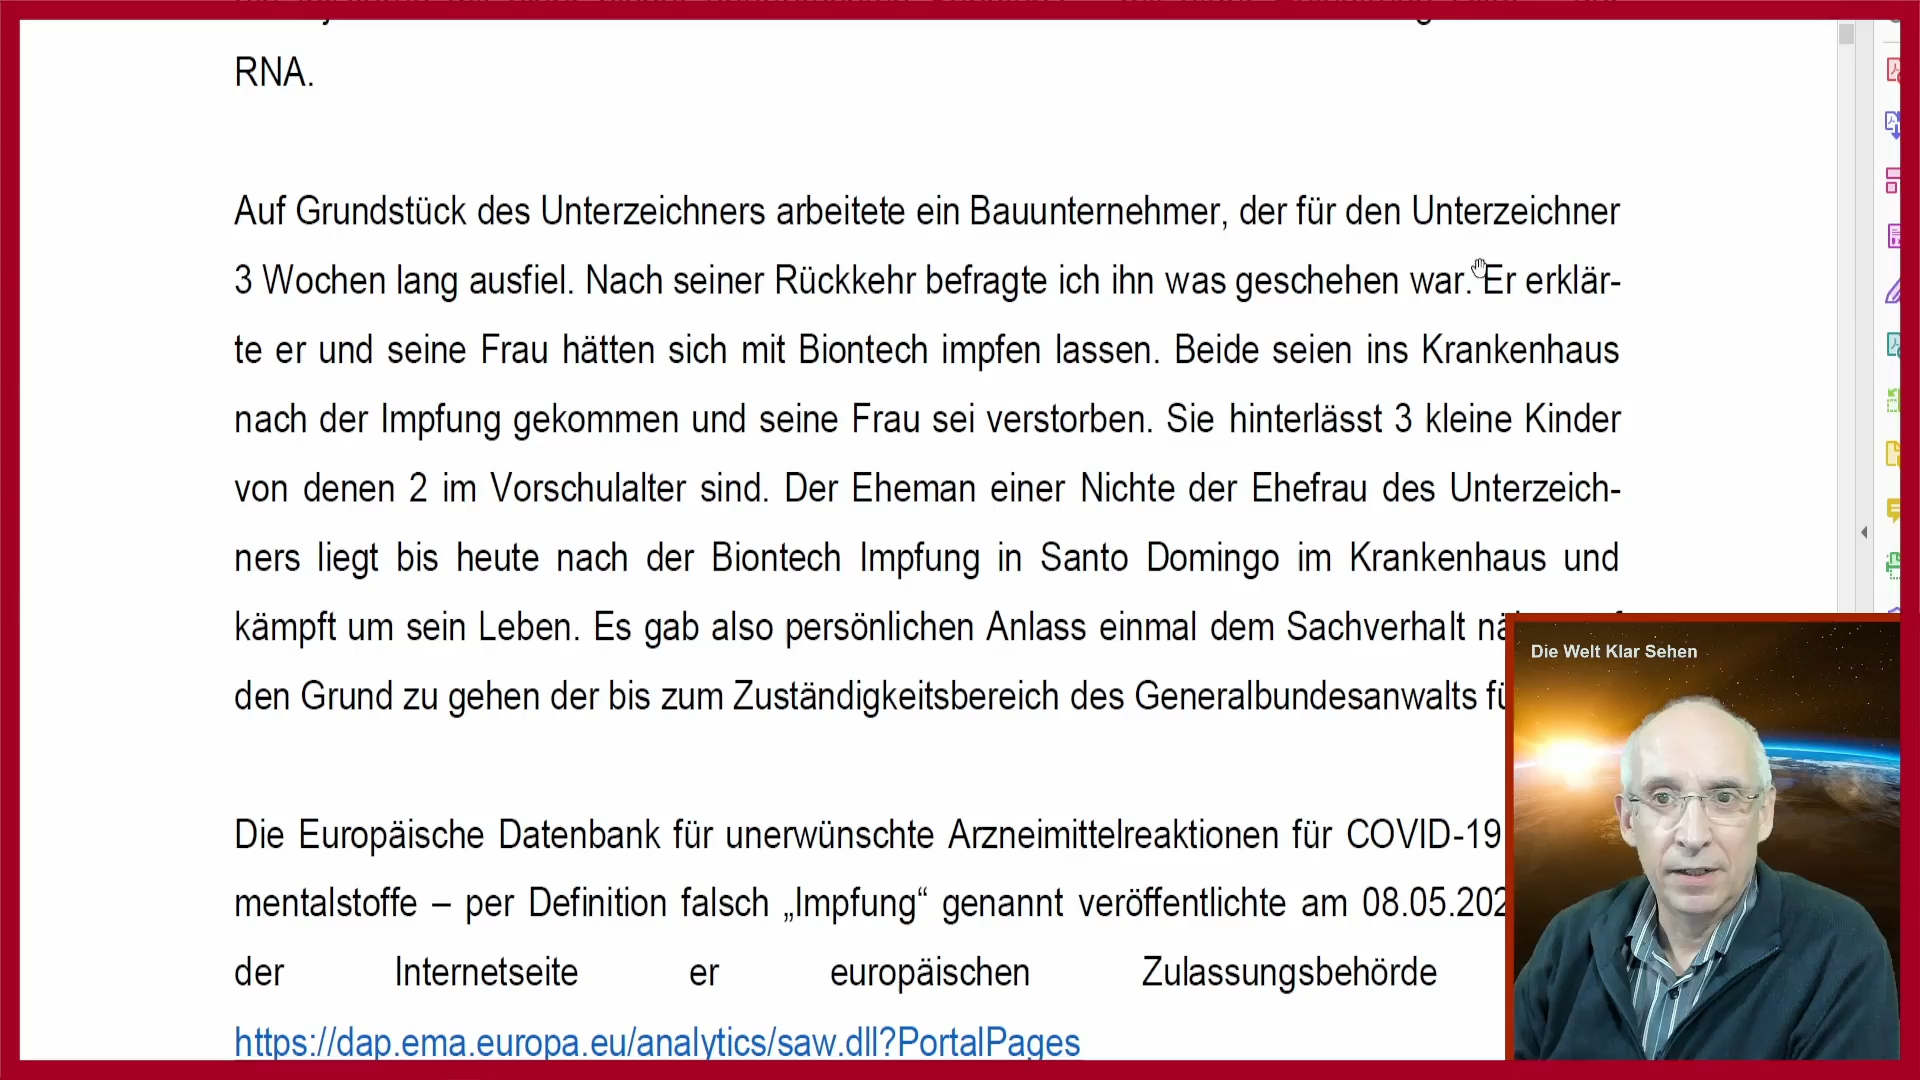 RNA.
Auf Grundstück des Unterzeichners arbeitete ein Bauunternehmer, der für den Unterzeichner
3 Wochen lang ausfiel. Nach seiner Rückkehr befragte ich ihn was geschehen war. Er erklär-
te er und seine Frau hätten sich mit Biontech impfen lassen. Beide seien ins Krankenhaus
nach der Impfung gekommen und seine Frau sei verstorben. Sie hinterlässt 3 kleine Kinder
von denen 2 im Vorschulalter sind. Der Eheman einer Nichte der Ehefrau des Unterzeich-
ners liegt bis heute nach der Biontech Impfung in Santo Domingo im Krankenhaus und
kämpft um sein Leben. Es gab also persönlichen Anlass einmal dem Sachverhalt
den Grund zu gehen der bis zum Zuständigkeitsbereich des Generalbundesanwalts
Die Europäische Datenbank für unerwünschte Arzneimittelreaktionen für COVID-19
mentalstoffe – per Definition falsch „Impfung“ genannt veröffentlichte am 08.05.202
der Internetseite er europäischen Zulassungsbehörde
https://dap.ema.europa.eu/analytics/saw.dll?PortalPages
Die Welt Klar Sehen